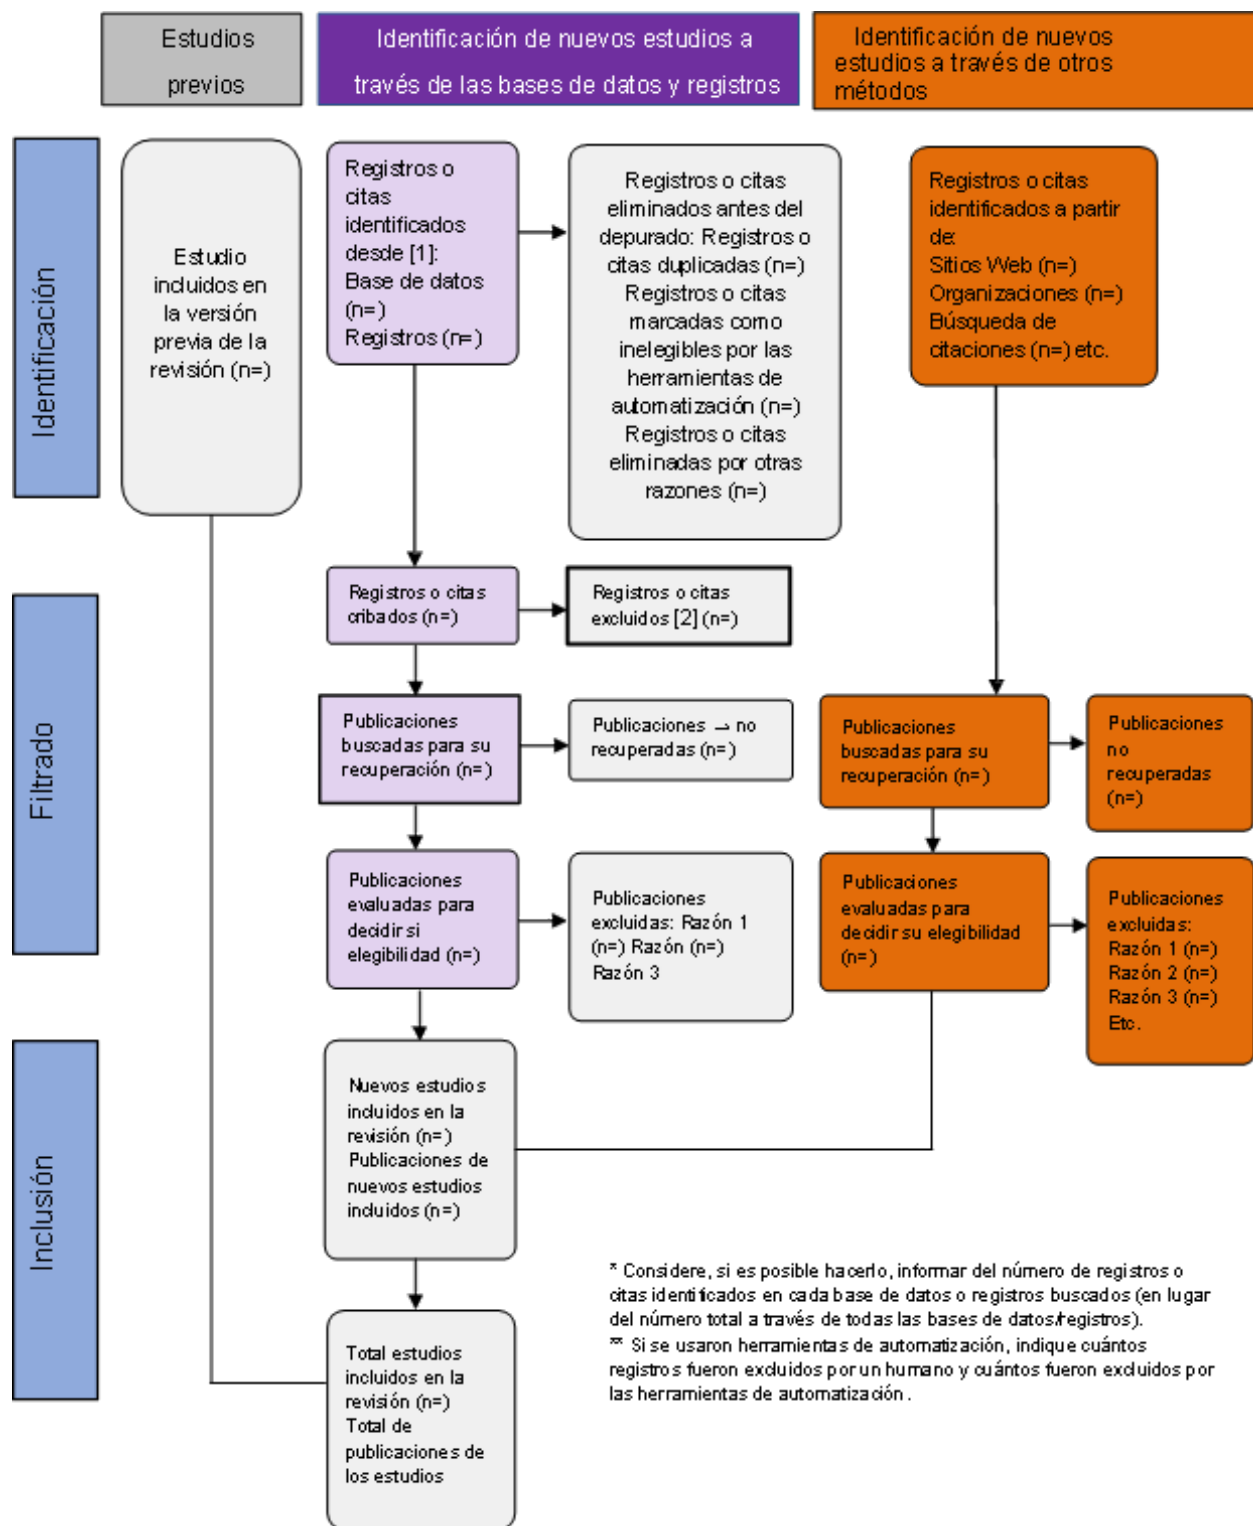 Estudios
previos
Identificación de nuevos estudios a
través de las bases de datos y registros
Identificación de nuevos
estudios a través de otros
métodos
Identificación
Estudio
incluidos en
la versión
previa de la
revisión (n=)
Registros o
citas
identificados
desde [1]:
Base de datos
(n=)
Registros (n=)
Registros o citas
eliminados antes del
depurado: Registros o
citas duplicadas (n=)
Registros o citas
marcadas como
inelegibles por las
herramientas de
automatización (n=)
Registros o citas
eliminadas por otras
razones (n=)
Registros o citas
identificados a partir
de:
Sitios Web (n=)
Organizaciones (n=)
Búsqueda de
citaciones (n=) etc.
Filtrado
Registros o citas
cribados (n=)
Registros o citas
excluidos [2] (n=)
Publicaciones
buscadas para su
recuperación (n=)
Publicaciones → no
recuperadas (n=)
Publicaciones
buscadas para su
recuperación (n=)
Publicaciones
no
recuperadas
(n=)
Publicaciones
evaluadas para
decidir si
elegibilidad (n=)
Publicaciones
excluidas: Razón 1
(n=) Razón (n=)
Razón 3
Publicaciones
evaluadas para
decidir su elegibilidad
(n=)
Publicaciones
excluidas:
Razón 1 (n=)
Razón 2 (n=)
Razón 3 (n=)
Etc.
Inclusión
Nuevos estudios
incluidos en la
revisión (n=)
Publicaciones de
nuevos estudios
incluidos (n=)
Total estudios
incluidos en la
revisión (n=)
Total de
publicaciones de
los estudios
* Considere, si es posible hacerlo, informar del número de registros o
citas identificados en cada base de datos o registros buscados (en lugar
del número total a través de todas las bases de datos/registros).
** Si se usaron herramientas de automatización, indique cuántos
registros fueron excluidos por un humano y cuántos fueron excluidos por
las herramientas de automatización.